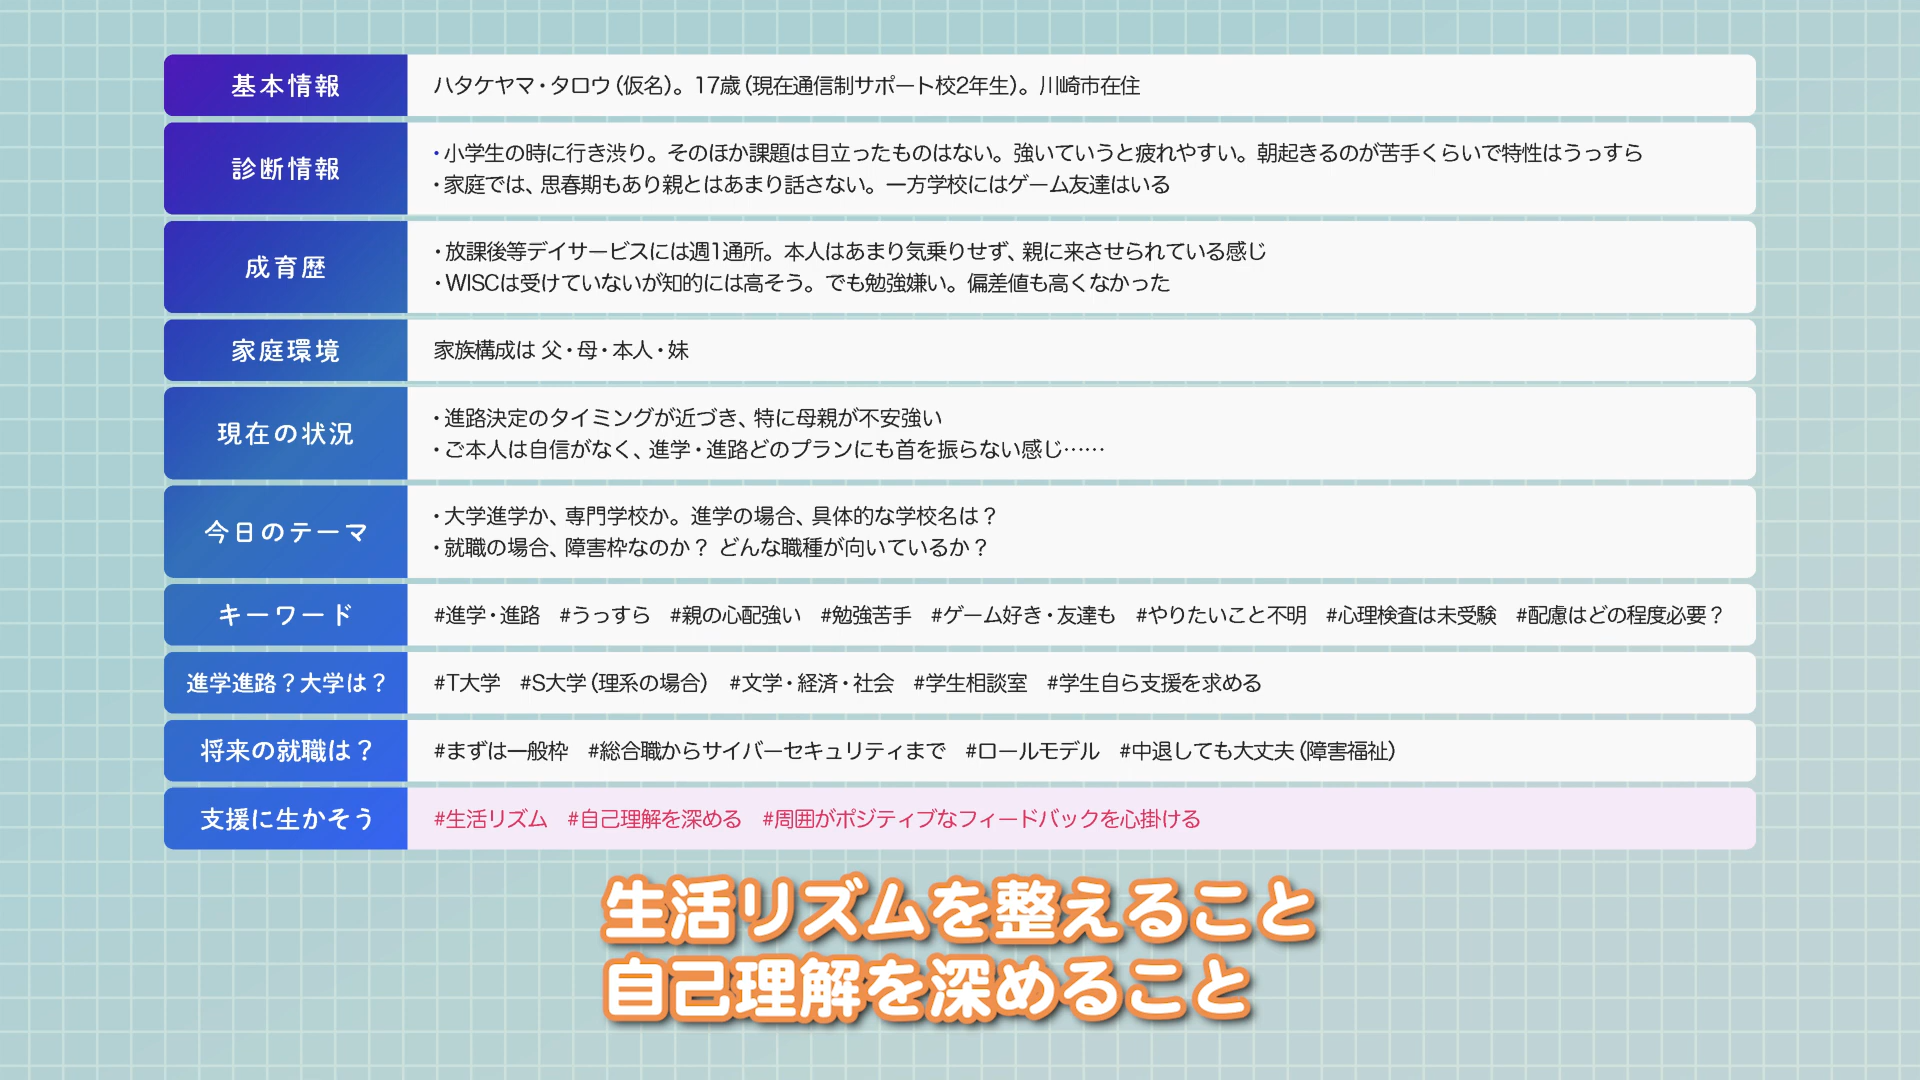 基本情報
ハタケヤマ・タロウ（仮名）。17歳（現在通信制サポート校2年生）。川崎市在住
診断情報
・小学生の時に行き渋り。そのほか課題は目立ったものはない。強いていうと疲れやすい。朝起きるのが苦手くらいで特性はうっすら
・家庭では、思春期もあり親とはあまり話さない。一方学校にはゲーム友達はいる
成育歴
・放課後等デイサービスには週1通所。本人はあまり気乗りせず、親に来させられている感じ
・WISCは受けていないが知的には高そう。でも勉強嫌い。偏差値も高くなかった
家庭環境
家族構成は 父・母・本人・妹
現在の状況
・進路決定のタイミングが近づき、特に母親が不安強い
・ご本人は自信がなく、進学・進路どのプランにも首を振らない感じ……
今日のテーマ
・大学進学か、専門学校か。進学の場合、具体的な学校名は？
・就職の場合、障害枠なのか？ どんな職種が向いているか？
キーワード
#進学・進路　#うっすら　#親の心配強い　#勉強苦手　#ゲーム好き・友達も　#やりたいこと不明　#心理検査は未受験　#配慮はどの程度必要？
進学進路？大学は？
#T大学　#S大学（理系の場合）　#文学・経済・社会　#学生相談室　#学生自ら支援を求める
将来の就職は？
#まずは一般枠　#総合職からサイバーセキュリティまで　#ロールモデル　#中退しても大丈夫（障害福祉）
支援に生かそう
#生活リズム　#自己理解を深める　#周囲がポジティブなフィードバックを心掛ける
生活リズムを整えること
自己理解を深めること